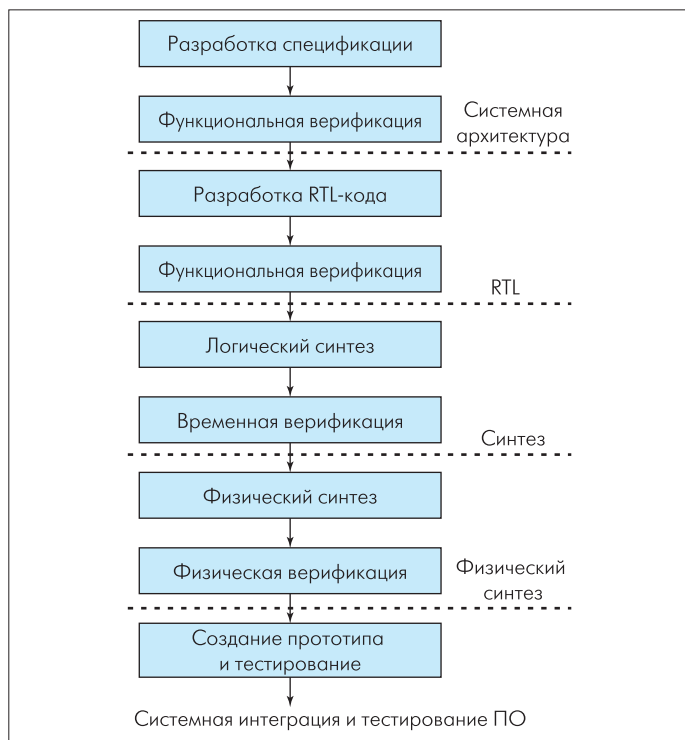 Разработка спецификации
Функциональная верификация
Системная
архитектура
Разработка RTL-кода
Функциональная верификация
RTL
Логический синтез
Временная верификация
Синтез
Физический синтез
Физическая верификация
Физический
синтез
Создание прототипа
и тестирование
Системная интеграция и тестирование ПО